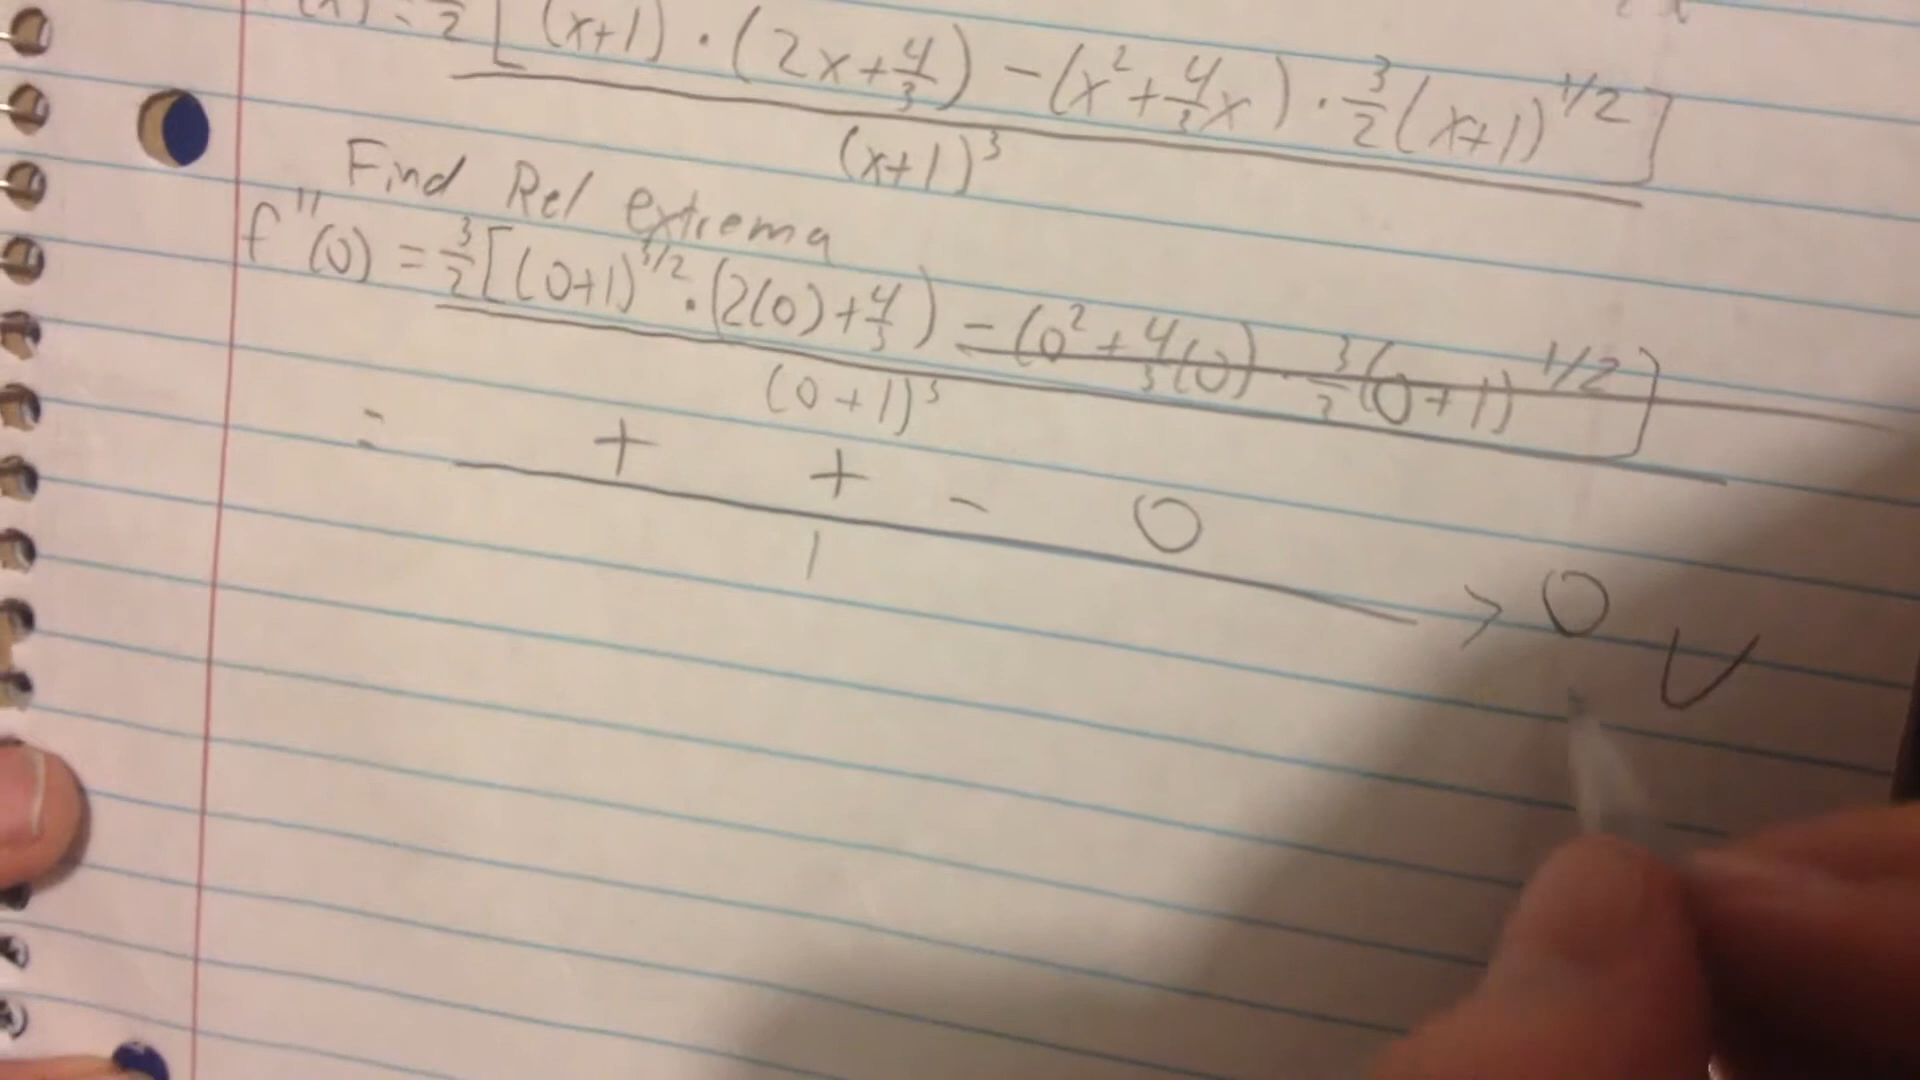 (x) = 3/2 [(x+1) · (2x+4/3) - (x² + 4/3x) · 3/2(x+1)^1/2]
(x+1)³
Find Rel extrema
f''(0) = 3/2[(0+1)^3/2 · (2(0)+4/3) - (0² + 4/3(0)) · 3/2(0+1)^1/2]
(0+1)³
= + + - 0
1
> 0 ∪